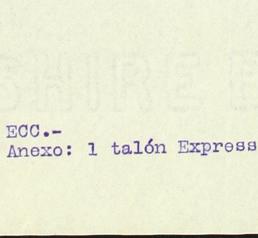 ECC.-
Anexo: 1 talón Express